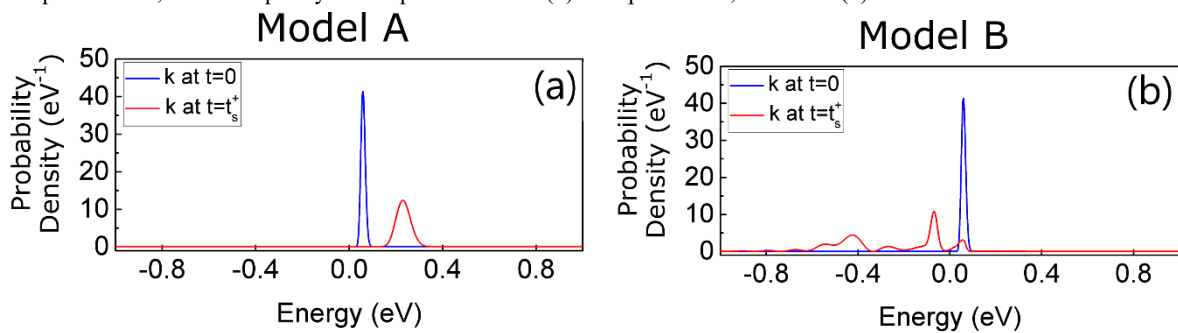 Model A
50
40
30
20
10
0
k at t=0
k at t=t_s^+
(a)
Probability
Density (eV⁻¹)
-0.8 -0.4 0.0 0.4 0.8
Energy (eV)
Model B
50
40
30
20
10
0
k at t=0
k at t=t_s^+
(b)
Probability
Density (eV⁻¹)
-0.8 -0.4 0.0 0.4 0.8
Energy (eV)